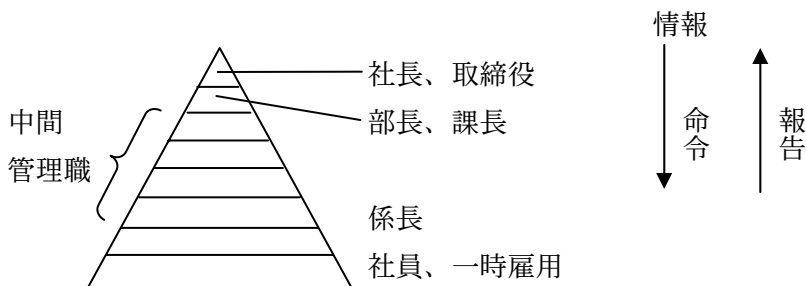 情報
社長、取締役
部長、課長
中間
管理職
命令
報告
係長
社員、一時雇用